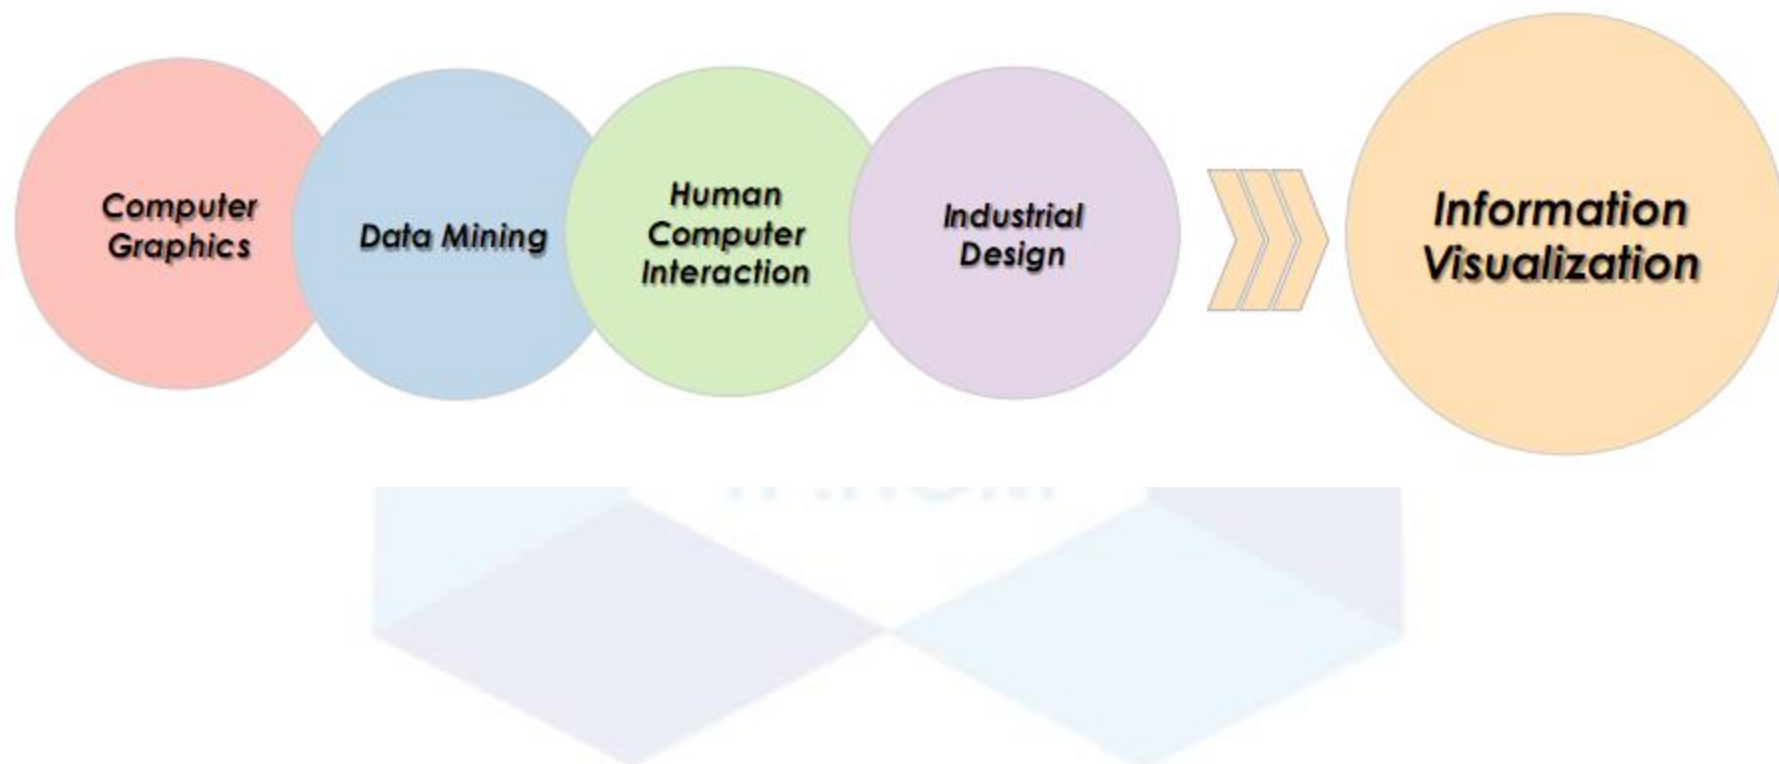 Computer
Graphics
Data Mining
Human
Computer
Interaction
Industrial
Design
Information
Visualization